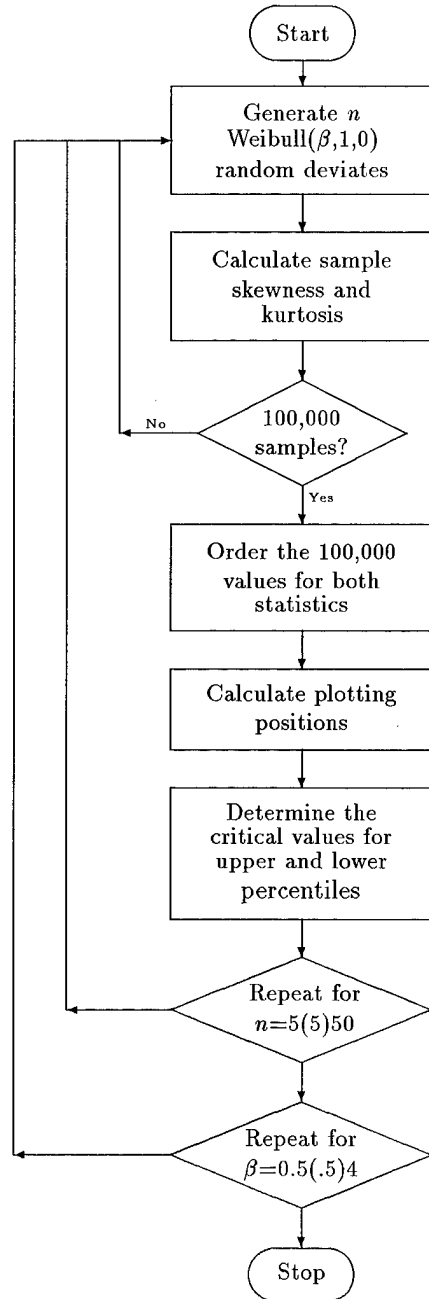 Start
Generate n
Weibull(β,1,0)
random deviates
Calculate sample
skewness and
kurtosis
100,000
samples?
No
Yes
Order the 100,000
values for both
statistics
Calculate plotting
positions
Determine the
critical values for
upper and lower
percentiles
Repeat for
n=5(5)50
Repeat for
β=0.5(.5)4
Stop